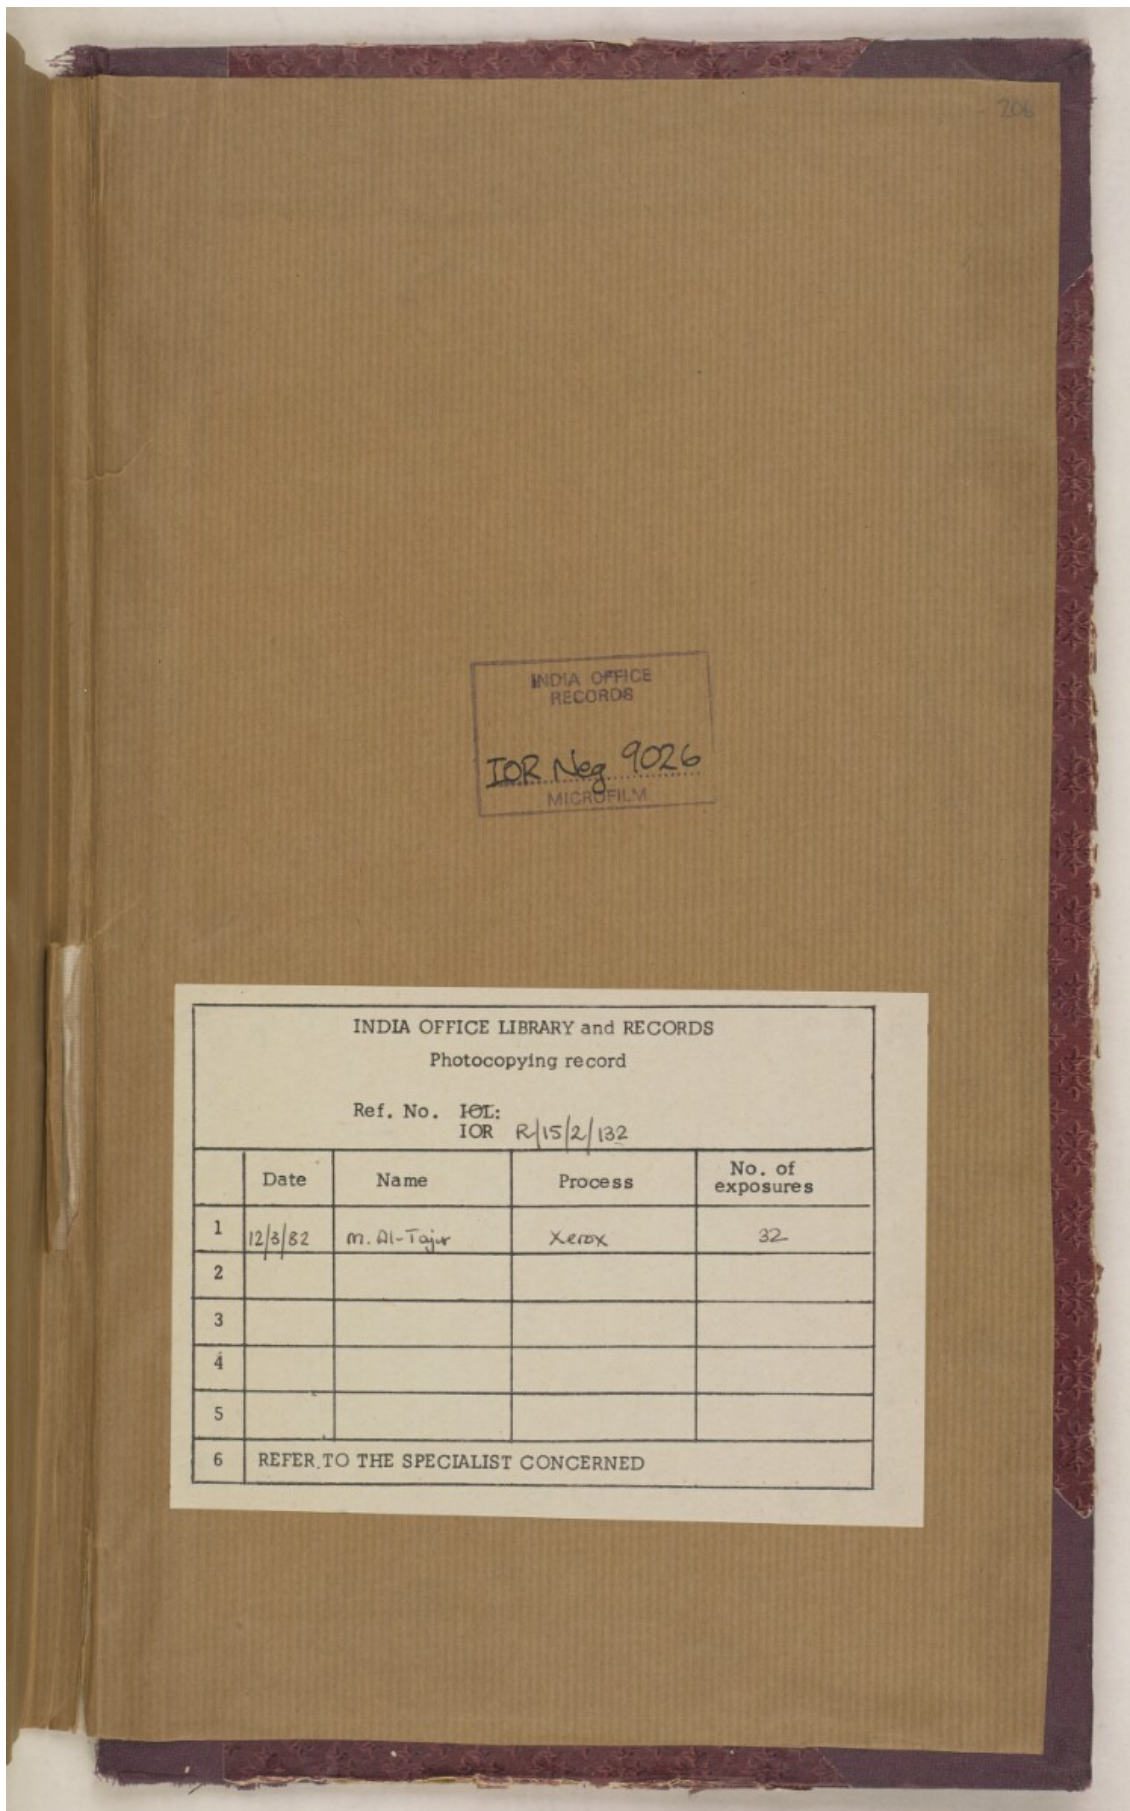 206
INDIA OFFICE
RECORDS
IOR Neg 9026
MICROFILM
INDIA OFFICE LIBRARY and RECORDS
Photocopying record
Ref. No. IOL:
IOR R/15/2/132
Date Name Process No. of exposures
1 12/3/82 M. Al-Tajir Xerox 32
2
3
4
5
6 REFER TO THE SPECIALIST CONCERNED